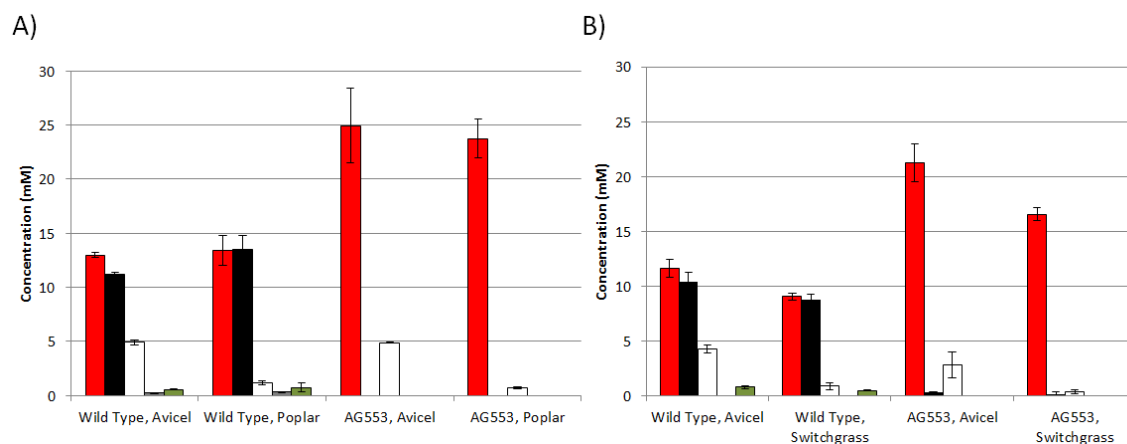 A)
B)
Concentration (mM)
30
25
20
15
10
5
0
Wild Type, Avicel
Wild Type, Poplar
AG553, Avicel
AG553, Poplar
Concentration (mM)
30
25
20
15
10
5
0
Wild Type, Avicel
Wild Type,
Switchgrass
AG553, Avicel
AG553,
Switchgrass